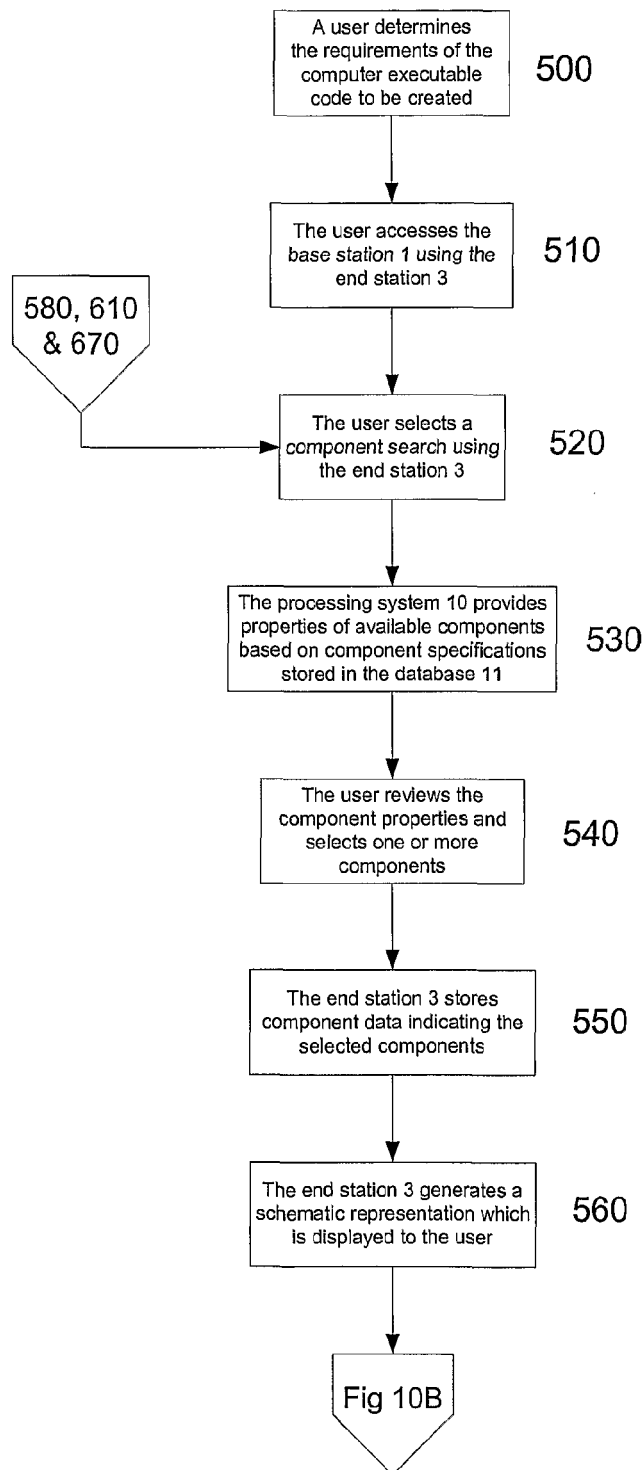 A user determines
the requirements of the
computer executable
code to be created
500
The user accesses the
base station 1 using the
end station 3
510
580, 610
& 670
The user selects a
component search using
the end station 3
520
The processing system 10 provides
properties of available components
based on component specifications
stored in the database 11
530
The user reviews the
component properties and
selects one or more
components
540
The end station 3 stores
component data indicating the
selected components
550
The end station 3 generates a
schematic representation which
is displayed to the user
560
Fig 10B